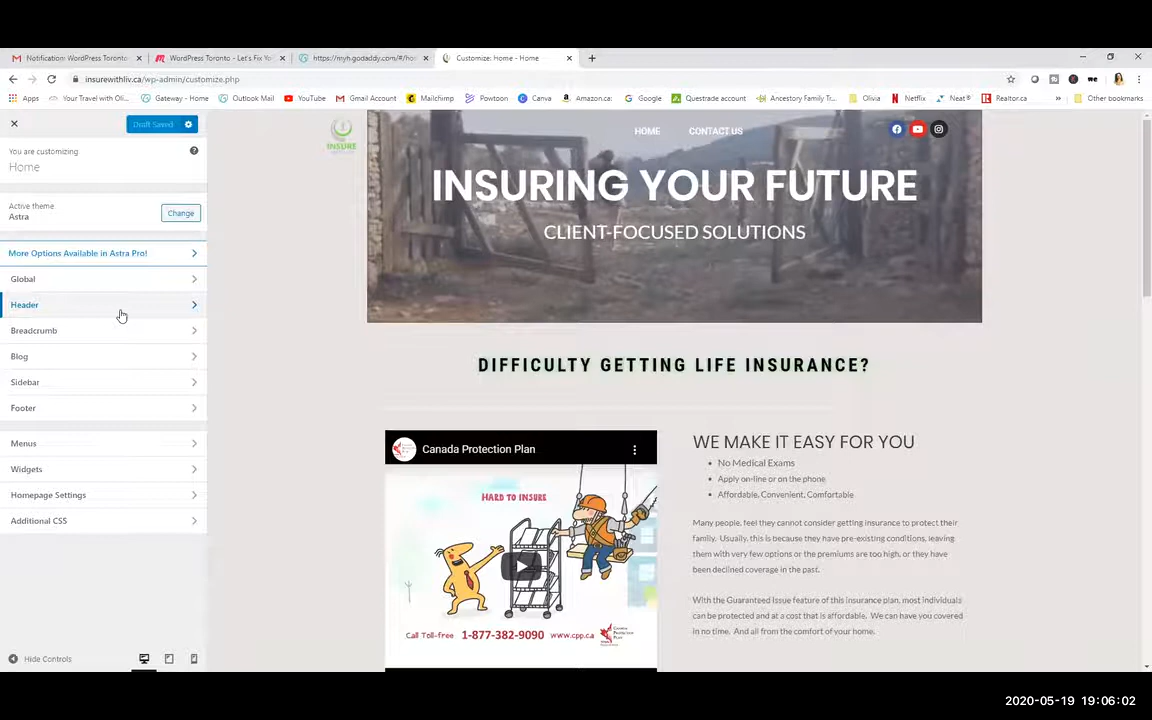 Notification: WordPress Toronto
WordPress Toronto - Let's Fix Yo
https://myh.godaddy.com/#/hos
Customize: Home - Home
insurewithliv.ca/wp-admin/customize.php
Apps
Your Travel with Oli...
Gateway - Home
Outlook Mail
YouTube
Gmail Account
Mailchimp
Powtoon
Canva
Amazon.ca:
Google
Questrade account
Ancestory Family Tr...
Olivia
Netflix
Neat®
Realtor.ca
»
Other bookmarks
Draft Saved
You are customizing
Home
Active theme
Astra
Change
More Options Available in Astra Pro!
Global
Header
Breadcrumb
Blog
Sidebar
Footer
Menus
Widgets
Homepage Settings
Additional CSS
Hide Controls
INSURE
HOME
CONTACT US
INSURING YOUR FUTURE
CLIENT-FOCUSED SOLUTIONS
DIFFICULTY GETTING LIFE INSURANCE?
Canada Protection Plan
HARD TO INSURE
Call Toll-free 1-877-382-9090 www.cpp.ca
WE MAKE IT EASY FOR YOU
• No Medical Exams
• Apply on-line or on the phone
• Affordable, Convenient, Comfortable
Many people, feel they cannot consider getting insurance to protect their
family. Usually, this is because they have pre-existing conditions, leaving
them with very few options or the premiums are too high, or they have
been declined coverage in the past.
With the Guaranteed Issue feature of this insurance plan, most individuals
can be protected and at a cost that is affordable. We can have you covered
in no time. And all from the comfort of your home.
2020-05-19 19:06:02